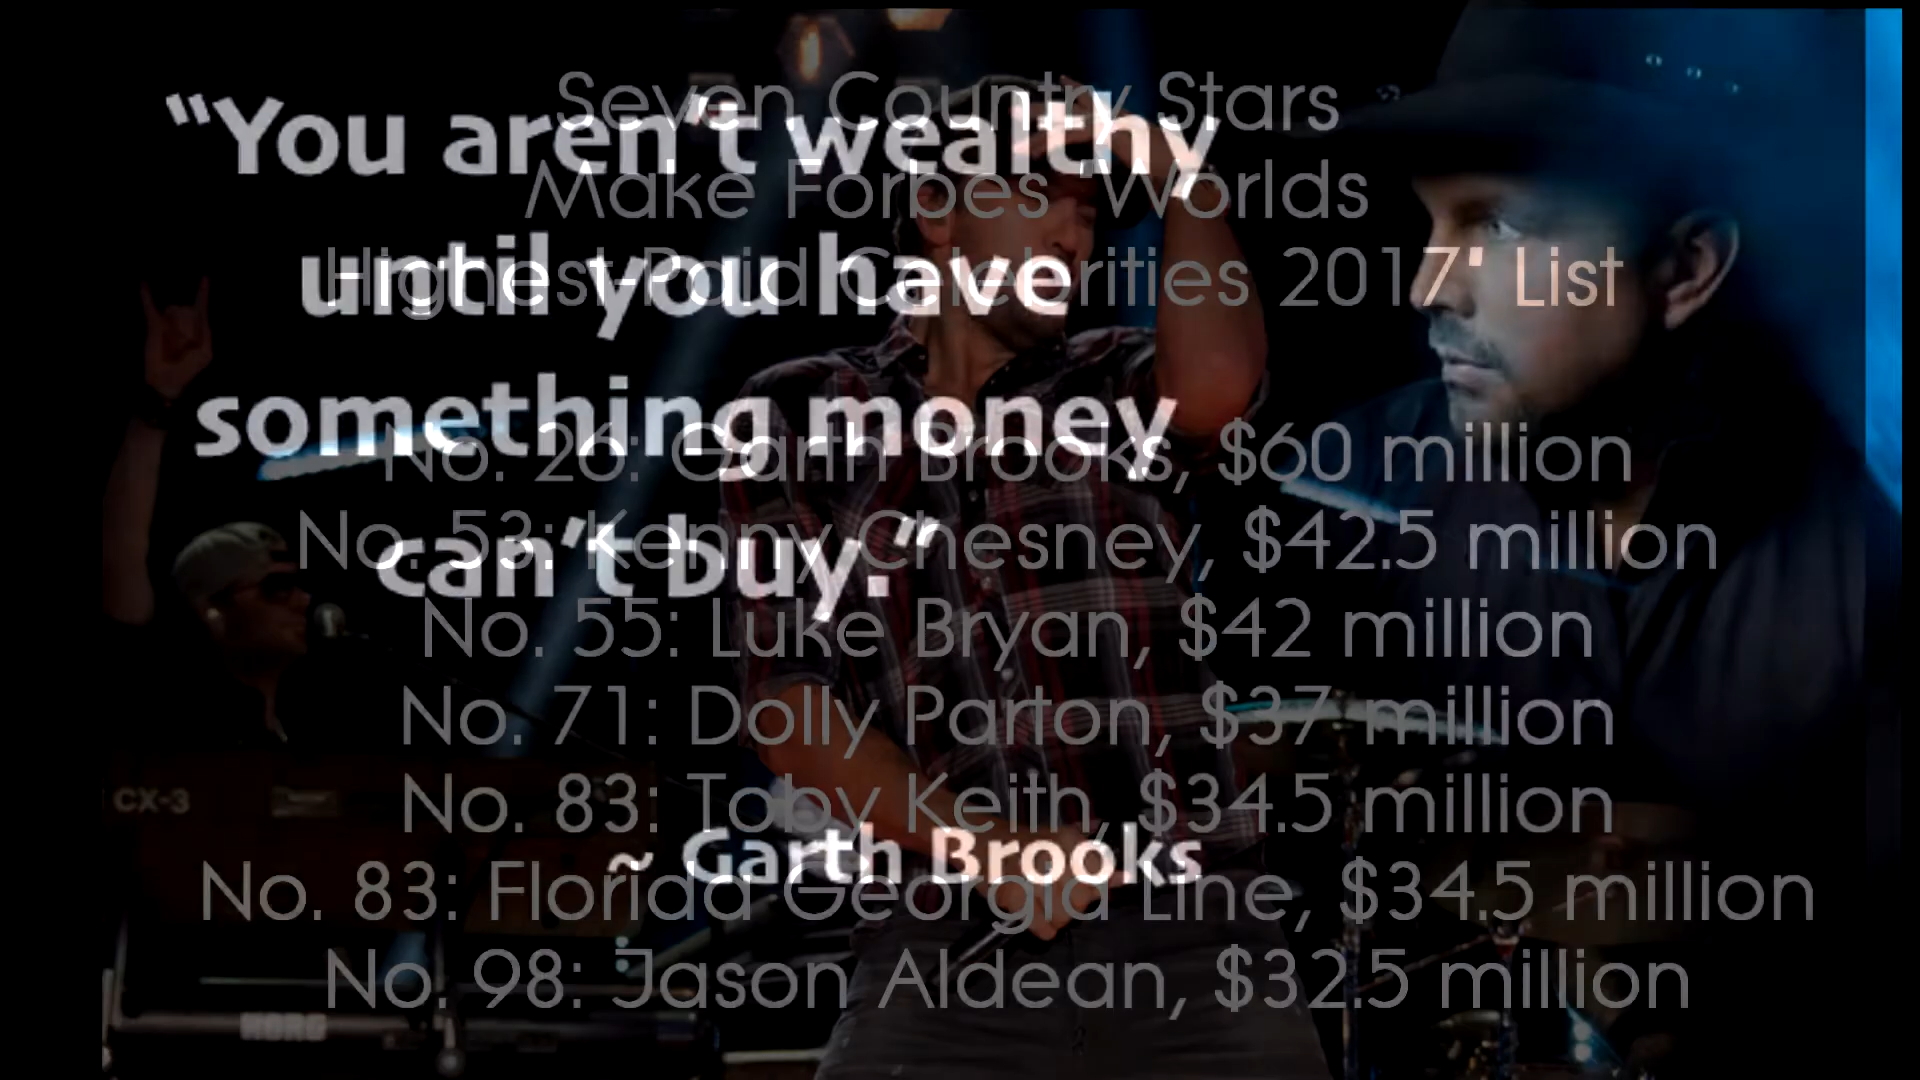 “You aren’t wealthy
until you have
something money
can’t buy.”
~ Garth Brooks
Seven Country Stars
Make Forbes 'Worlds
Highest-Paid Celebrities 2017' List
No. 26: Garth Brooks, $60 million
No. 53: Kenny Chesney, $42.5 million
No. 55: Luke Bryan, $42 million
No. 71: Dolly Parton, $37 million
No. 83: Toby Keith, $34.5 million
No. 83: Florida Georgia Line, $34.5 million
No. 98: Jason Aldean, $32.5 million
CX-3
KORG